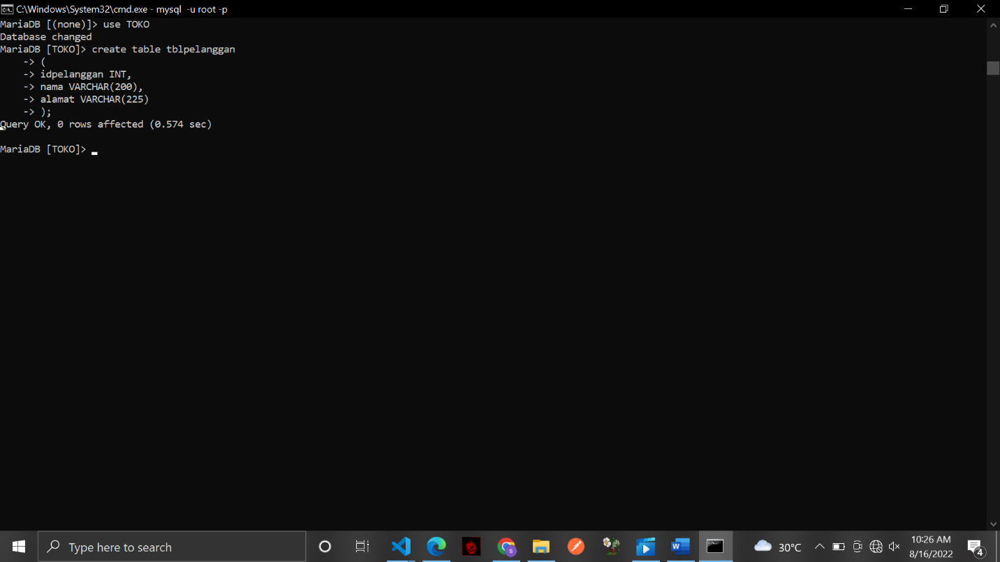 C:\Windows\System32\cmd.exe - mysql  -u root -p
MariaDB [(none)]> use TOKO
Database changed
MariaDB [TOKO]> create table tblpelanggan
    -> (
    -> idpelanggan INT,
    -> nama VARCHAR(200),
    -> alamat VARCHAR(225)
    -> );
Query OK, 0 rows affected (0.574 sec)
MariaDB [TOKO]>
Type here to search
30°C
10:26 AM
8/16/2022
4